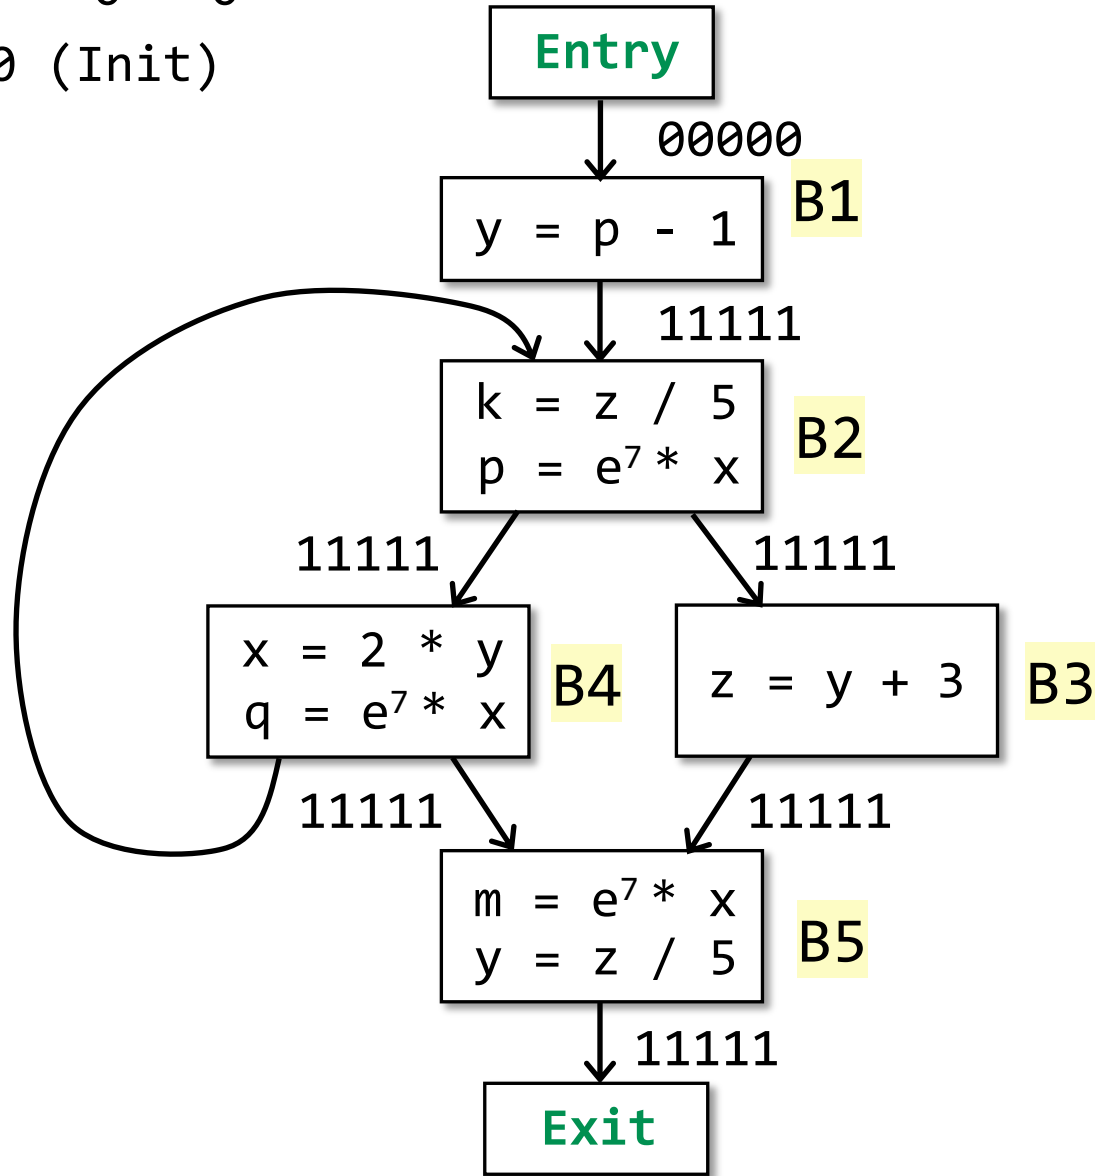 0 (Init)
Entry
00000
B1
y = p - 1
11111
k = z / 5
p = e⁷ * x
B2
11111
11111
x = 2 * y
q = e⁷ * x
B4
z = y + 3
B3
11111
11111
m = e⁷ * x
y = z / 5
B5
11111
Exit